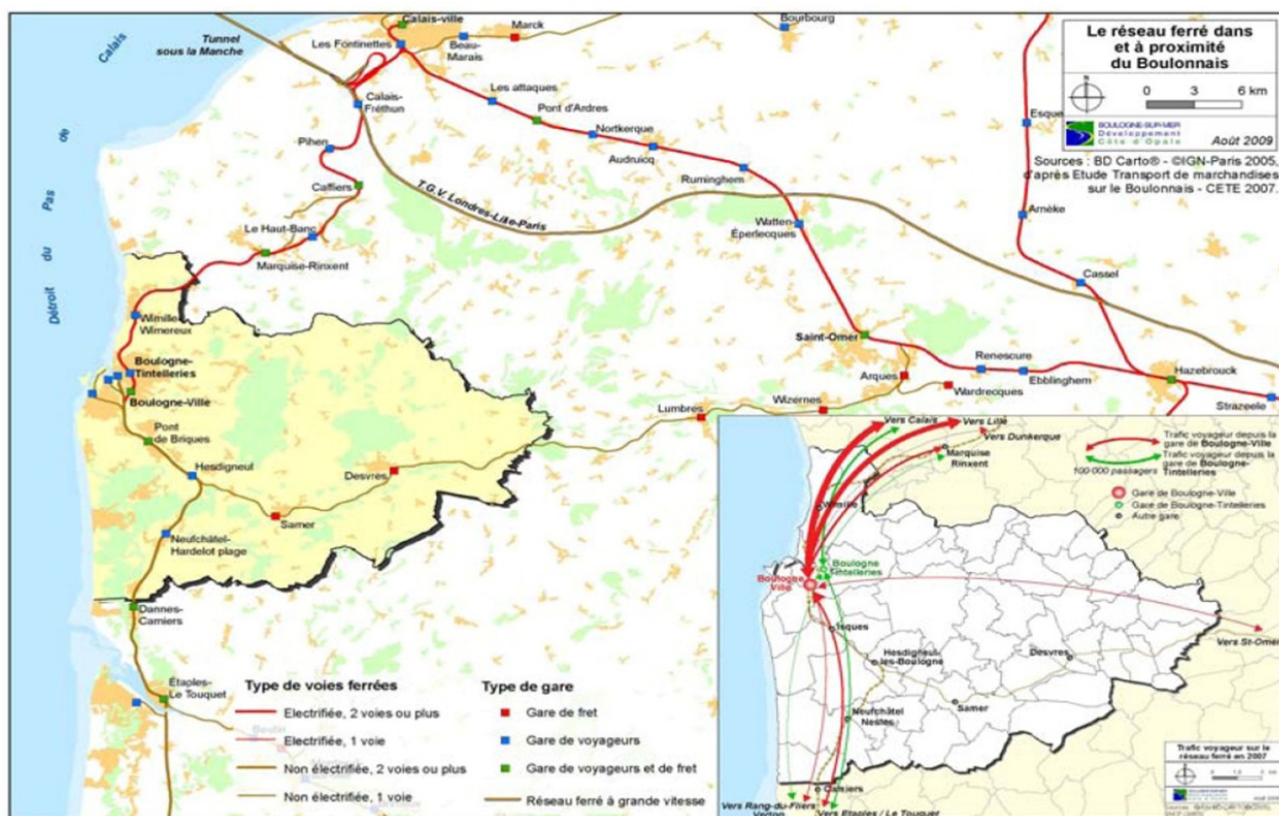 Calais
Tunnel
sous la Manche
Calais-ville
Les Fontinettes
Beau-
Marais
Marck
Bourbourg
Le réseau ferré dans
et à proximité
du Boulonnais
N
0 3 6 km
BOULOGNE-SUR-MER
Développement
Côte d'Opale
Août 2009
Sources : BD Carto® - ©IGN-Paris 2005,
d'après Etude Transport de marchandises
sur le Boulonnais - CETE 2007.
Calais-
Fréthun
Les attaques
Pont d'Ardres
Nortkerque
Audruicq
Ruminghem
Esque
Pihen
Caffiers
T.G.V. Londres-Lille-Paris
Watten-
Éperlecques
Arnèke
Cassel
Le Haut-Banc
Marquise-Rinxent
Détroit du Pas de
Wimille-
Wimereux
Boulogne-
Tintelleries
Boulogne-Ville
Pont
de Briques
Hesdigneul
Desvres
Samer
Neufchâtel-
Hardelot plage
Dannes-
Camiers
Étaples-
Le Touquet
Saint-Omer
Arques
Renescure
Ebblinghem
Wardrecques
Hazebrouck
Strazeele
Lumbres
Wizernes
Type de voies ferrées
Electrifiée, 2 voies ou plus
Electrifiée, 1 voie
Non électrifiée, 2 voies ou plus
Non électrifiée, 1 voie
Type de gare
Gare de fret
Gare de voyageurs
Gare de voyageurs et de fret
Réseau ferré à grande vitesse
Vers Calais
Vers Lille
Vers Dunkerque
Marquise
Rinxent
Trafic voyageur depuis la
gare de Boulogne-Ville
Trafic voyageur depuis la
gare de Boulogne-
Tintelleries
100 000 passagers
Gare de Boulogne-Ville
Gare de Boulogne-Tintelleries
Autre gare
Wimille
Boulogne
Tintelleries
Boulogne
Ville
Vers St-Omer
Isques
Hesdigneul-
les-Boulogne
Desvres
Samer
Neufchâtel
Nesles
Camiers
Vers Rang-du-Fliers
Verton
Vers Etaples / Le Touquet
Trafic voyageur sur le
réseau ferré en 2007